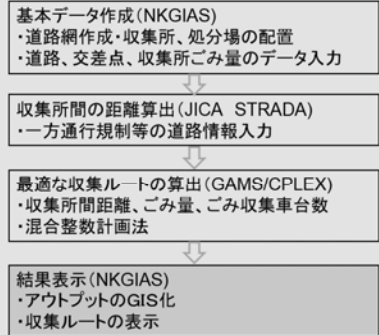 基本データ作成（NKGIAS）
・道路網作成・収集所、処分場の配置
・道路、交差点、収集所ごみ量のデータ入力
収集所間の距離算出（JICA　STRADA）
・一方通行規制等の道路情報入力
最適な収集ルートの算出（GAMS/CPLEX）
・収集所間距離、ごみ量、ごみ収集車台数
・混合整数計画法
結果表示（NKGIAS）
・アウトプットのGIS化
・収集ルートの表示